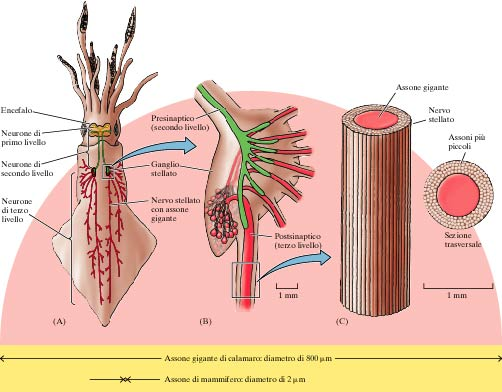 Encefalo
Neurone di
primo livello
Neurone di
secondo livello
Neurone
di terzo
livello
Presinaptico
(secondo livello)
Ganglio
stellato
Nervo stellato
con assone
gigante
Postsinaptico
(terzo livello)
1 mm
Assone gigante
Nervo
stellato
Assoni più
piccoli
Sezione
trasversale
1 mm
(A)
(B)
(C)
Assone gigante di calamaro: diametro di 800 μm
Assone di mammifero: diametro di 2 μm